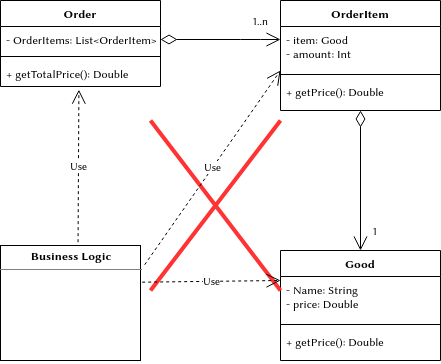 Order
- OrderItems: List<OrderItem>
+ getTotalPrice(): Double
1..n
OrderItem
- item: Good
- amount: Int
+ getPrice(): Double
Use
Use
Business Logic
Use
1
Good
- Name: String
- price: Double
+ getPrice(): Double